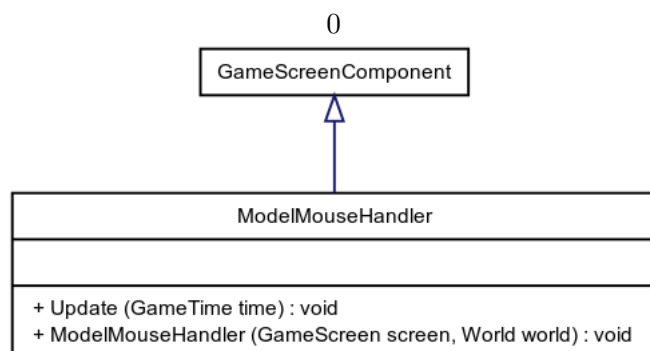 0
GameScreenComponent
ModelMouseHandler
+ Update (GameTime time) : void
+ ModelMouseHandler (GameScreen screen, World world) : void